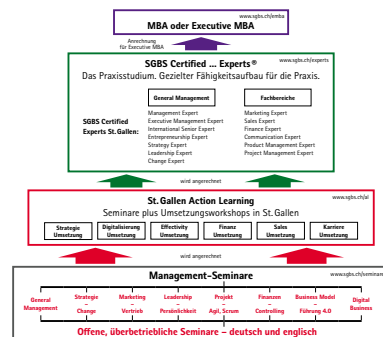 www.sgbs.ch/emba
MBA oder Executive MBA
Anrechnung
für Executive MBA
www.sgbs.ch/experts
SGBS Certified ... Experts®
Das Praxisstudium. Gezielter Fähigkeitsaufbau für die Praxis.
General Management
Fachbereiche
SGBS Certified
Experts St.Gallen:
Management Expert
Executive Management Expert
International Senior Expert
Entrepreneurship Expert
Strategy Expert
Leadership Expert
Change Expert
Marketing Expert
Sales Expert
Finance Expert
Communication Expert
Product Management Expert
Project Management Expert
wird angerechnet
www.sgbs.ch/al
St.Gallen Action Learning
Seminare plus Umsetzungsworkshops in St.Gallen
Strategie
Umsetzung
Digitalisierung
Umsetzung
Effectivity
Umsetzung
Finanz
Umsetzung
Sales
Umsetzung
Karriere
Umsetzung
wird angerechnet
www.sgbs.ch/seminare
Management-Seminare
General
Management
Strategie
–
Change
Marketing
–
Vertrieb
Leadership
–
Persönlichkeit
Projekt
–
Agil, Scrum
Finanzen
–
Controlling
Business Model
–
Führung 4.0
Digital
Business
Offene, überbetriebliche Seminare – deutsch und englisch